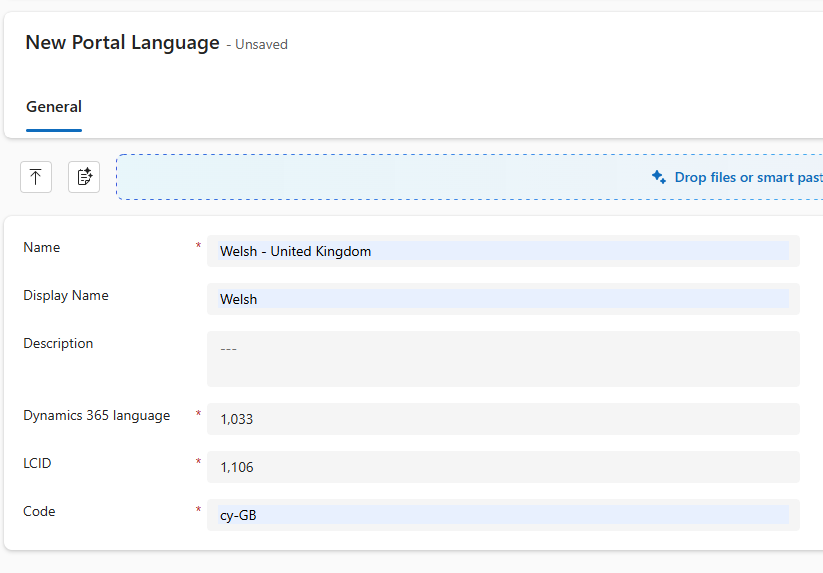 New Portal Language - Unsaved
General
Drop files or smart past
Name * Welsh - United Kingdom
Display Name Welsh
Description ---
Dynamics 365 language * 1,033
LCID * 1,106
Code * cy-GB